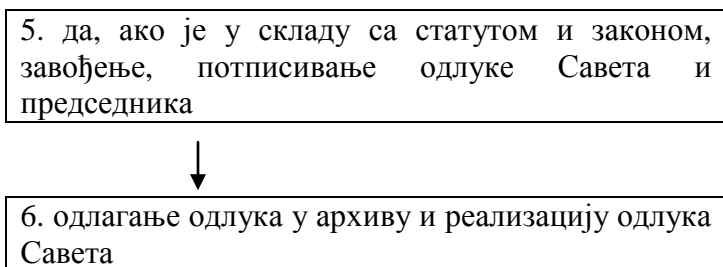 5. да, ако је у складу са статутом и законом,
завођење, потписивање одлуке Савета и
председника
6. одлагање одлука у архиву и реализацију одлука
Савета